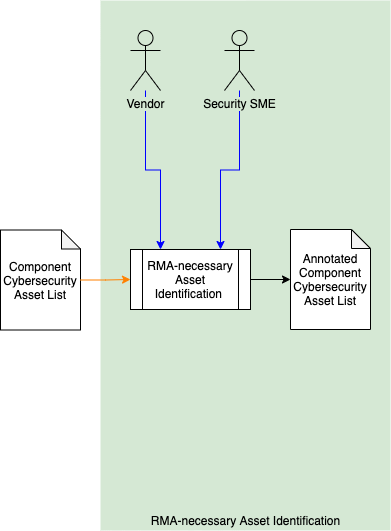 Vendor
Security SME
Component
Cybersecurity
Asset List
RMA-necessary
Asset
Identification
Annotated
Component
Cybersecurity
Asset List
RMA-necessary Asset Identification